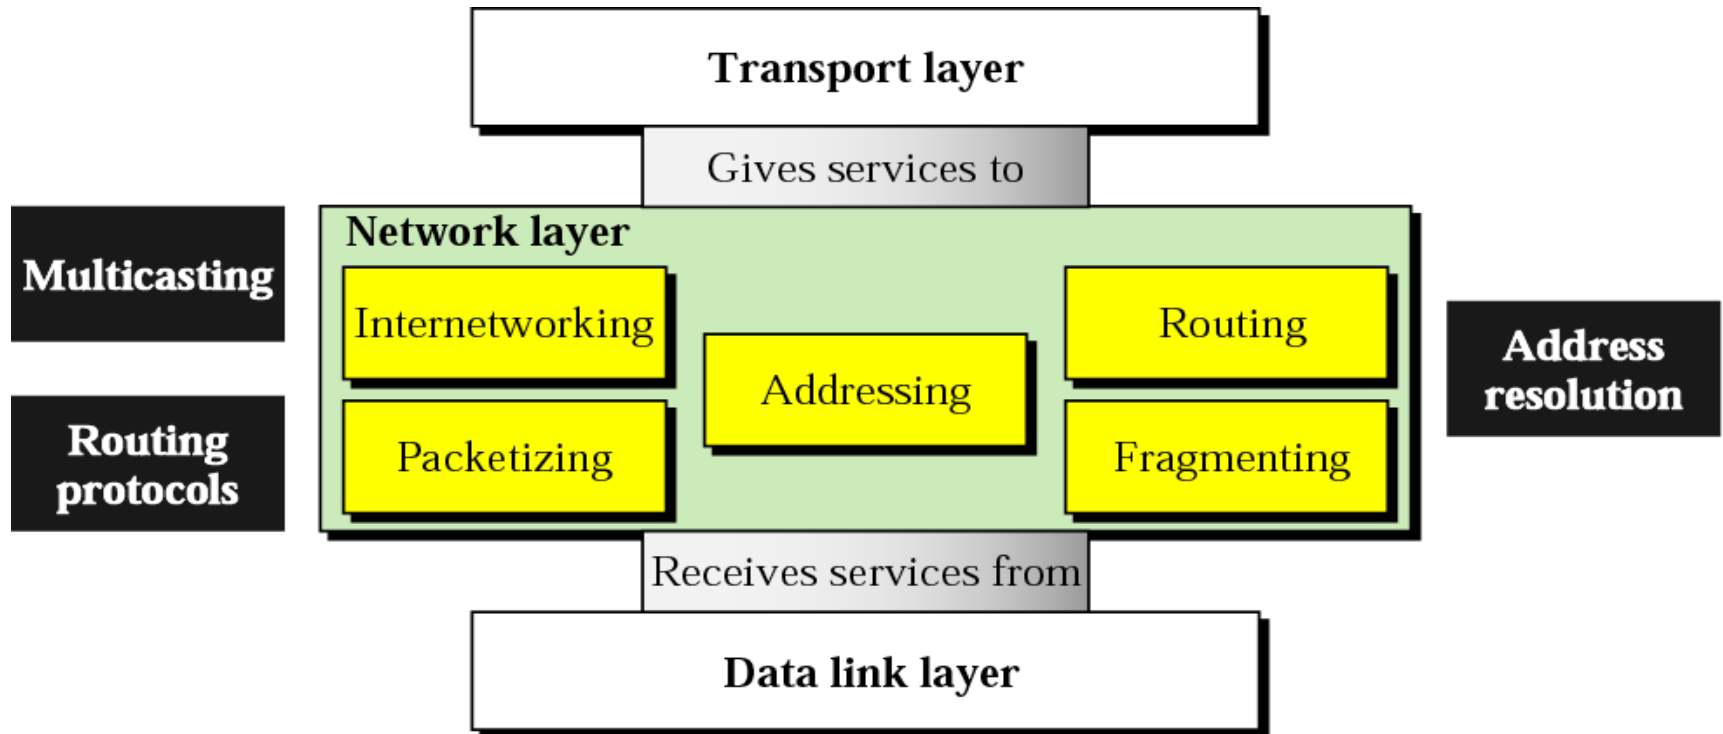 Transport layer
Gives services to
Network layer
Multicasting
Internetworking
Routing
Addressing
Address
resolution
Routing
protocols
Packetizing
Fragmenting
Receives services from
Data link layer